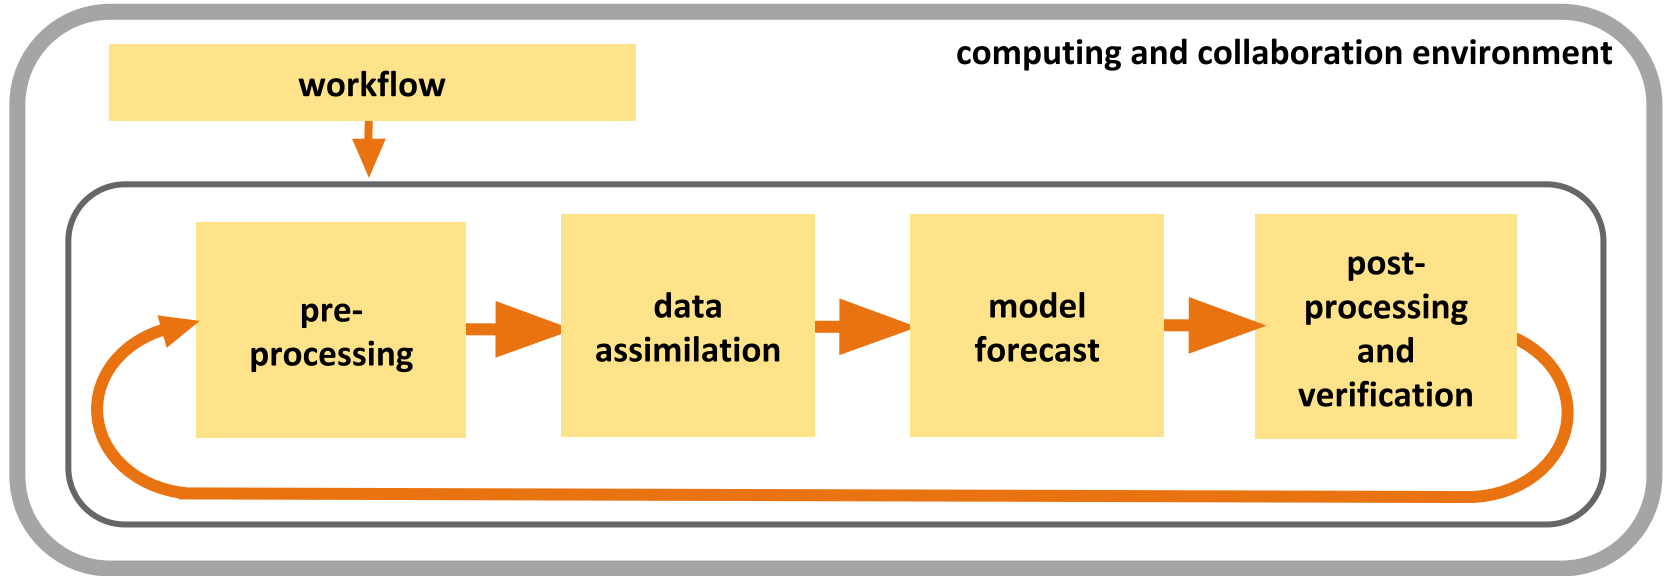 computing and collaboration environment
workflow
pre-
processing
data
assimilation
model
forecast
post-
processing
and
verification